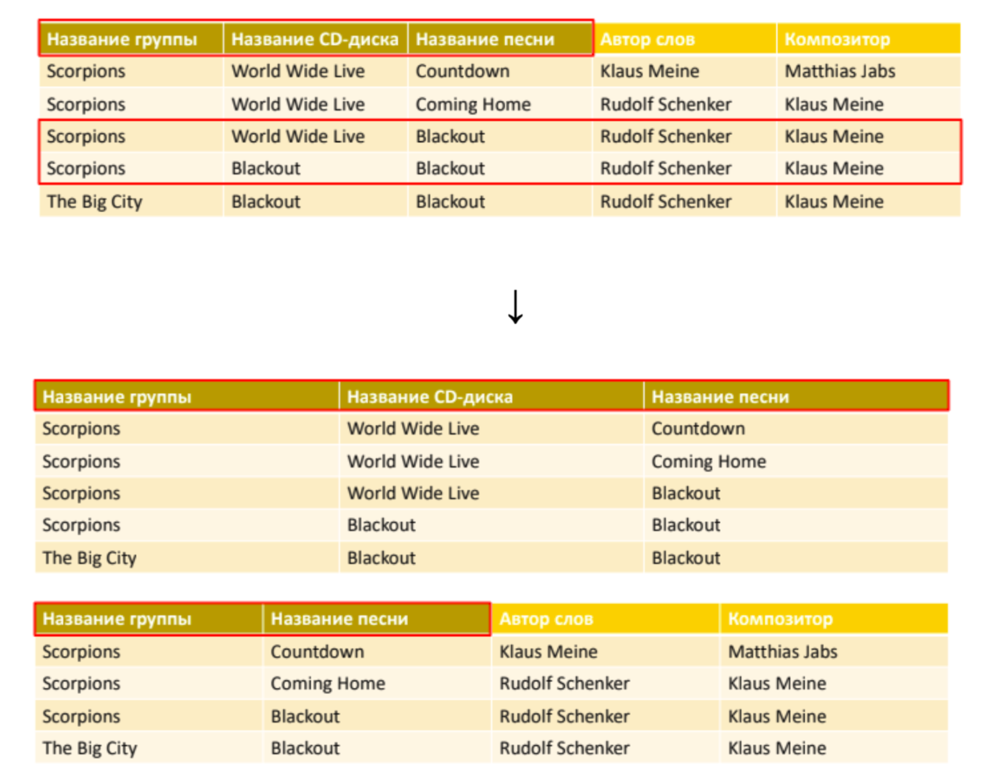 Название группы Название CD-диска Название песни Автор слов Композитор
Scorpions World Wide Live Countdown Klaus Meine Matthias Jabs
Scorpions World Wide Live Coming Home Rudolf Schenker Klaus Meine
Scorpions World Wide Live Blackout Rudolf Schenker Klaus Meine
Scorpions Blackout Blackout Rudolf Schenker Klaus Meine
The Big City Blackout Blackout Rudolf Schenker Klaus Meine
↓
Название группы Название CD-диска Название песни
Scorpions World Wide Live Countdown
Scorpions World Wide Live Coming Home
Scorpions World Wide Live Blackout
Scorpions Blackout Blackout
The Big City Blackout Blackout
Название группы Название песни Автор слов Композитор
Scorpions Countdown Klaus Meine Matthias Jabs
Scorpions Coming Home Rudolf Schenker Klaus Meine
Scorpions Blackout Rudolf Schenker Klaus Meine
The Big City Blackout Rudolf Schenker Klaus Meine